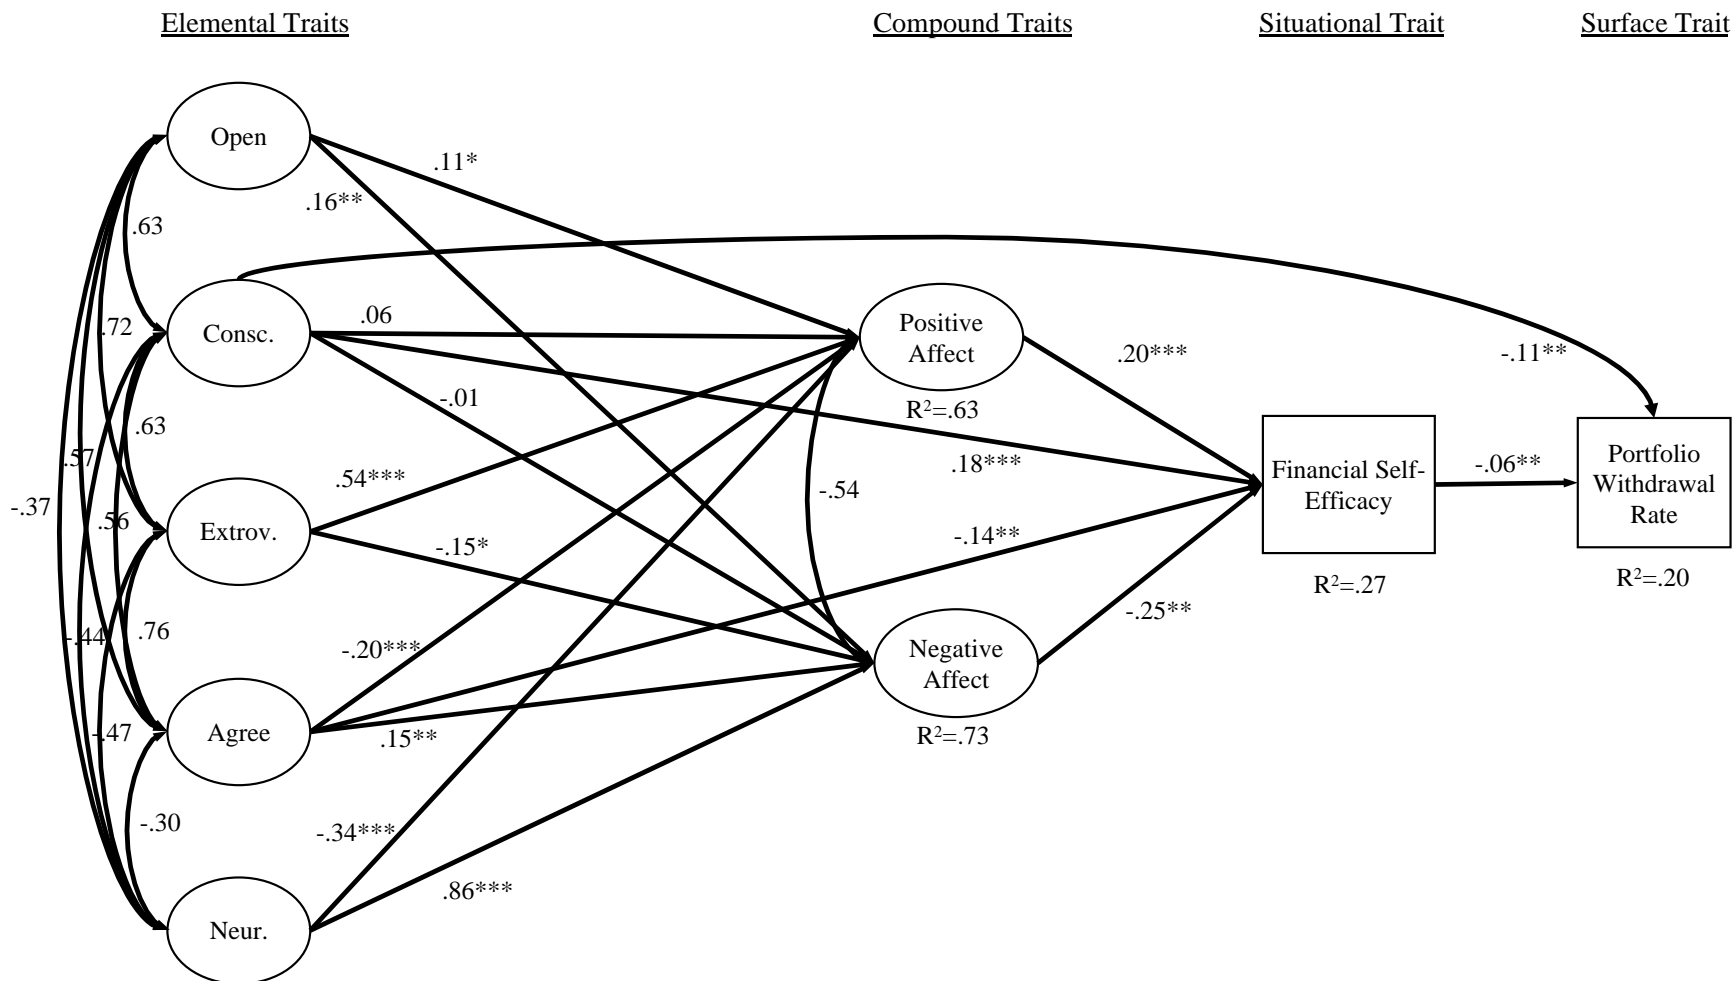 Elemental Traits
Compound Traits
Situational Trait
Surface Trait
Open
.11*
.16**
.63
Consc.
.06
Positive
Affect
R²=.63
.20***
-.11**
.72
-.01
.63
.54***
.18***
.57
-.37
.56
Extrov.
-.15*
-.54
-.14**
Financial Self-
Efficacy
R²=.27
-.06**
Portfolio
Withdrawal
Rate
R²=.20
-.25**
-.44
.76
-.20***
Negative
Affect
R²=.73
-.47
Agree
.15**
-.30
-.34***
.86***
Neur.